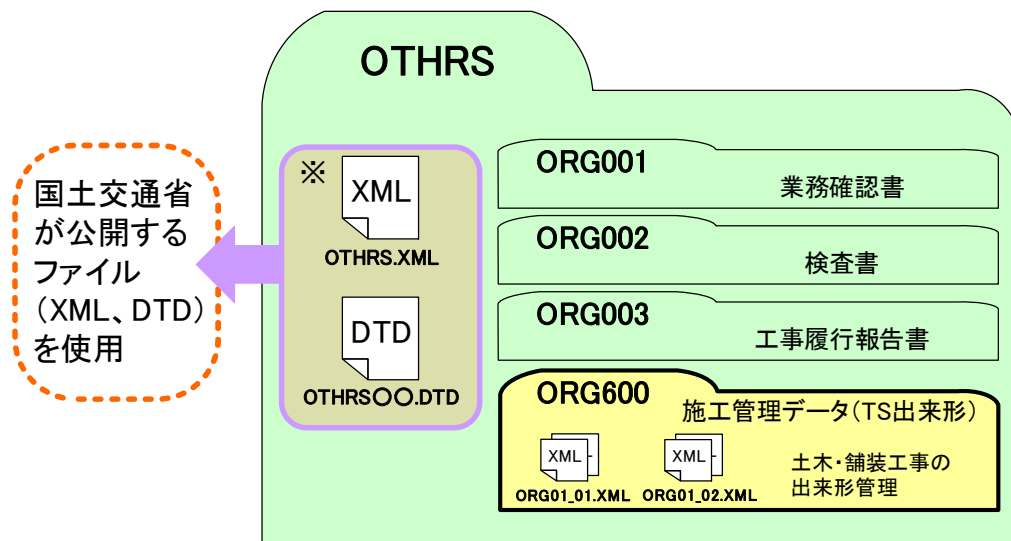 OTHRS
国土交通省
が公開する
ファイル
（XML、DTD）
を使用
※
XML
OTHRS.XML
DTD
OTHRS○○.DTD
ORG001
業務確認書
ORG002
検査書
ORG003
工事履行報告書
ORG600
施工管理データ（TS出来形）
XML
ORG01_01.XML
XML
ORG01_02.XML
土木・舗装工事の
出来形管理